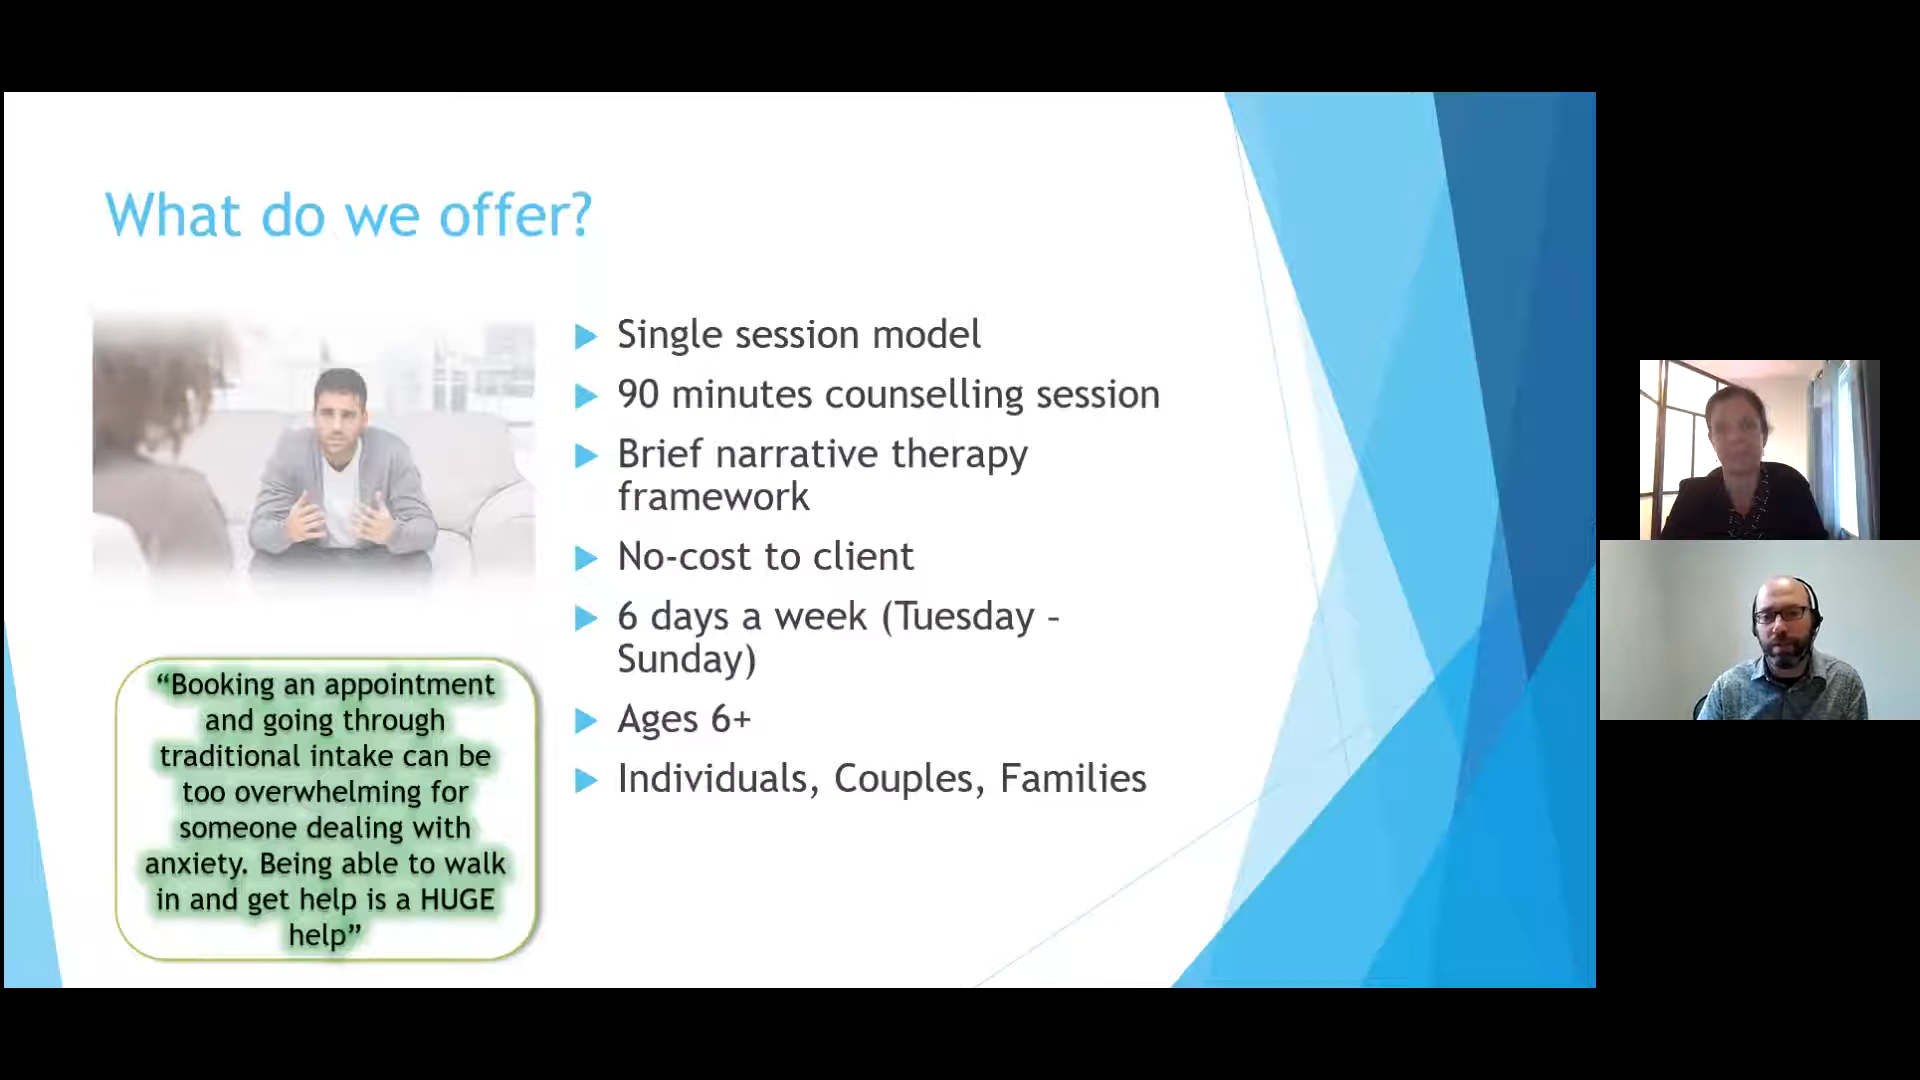 What do we offer?
Single session model
90 minutes counselling session
Brief narrative therapy
framework
No-cost to client
6 days a week (Tuesday –
Sunday)
Ages 6+
Individuals, Couples, Families
“Booking an appointment
and going through
traditional intake can be
too overwhelming for
someone dealing with
anxiety. Being able to walk
in and get help is a HUGE
help”